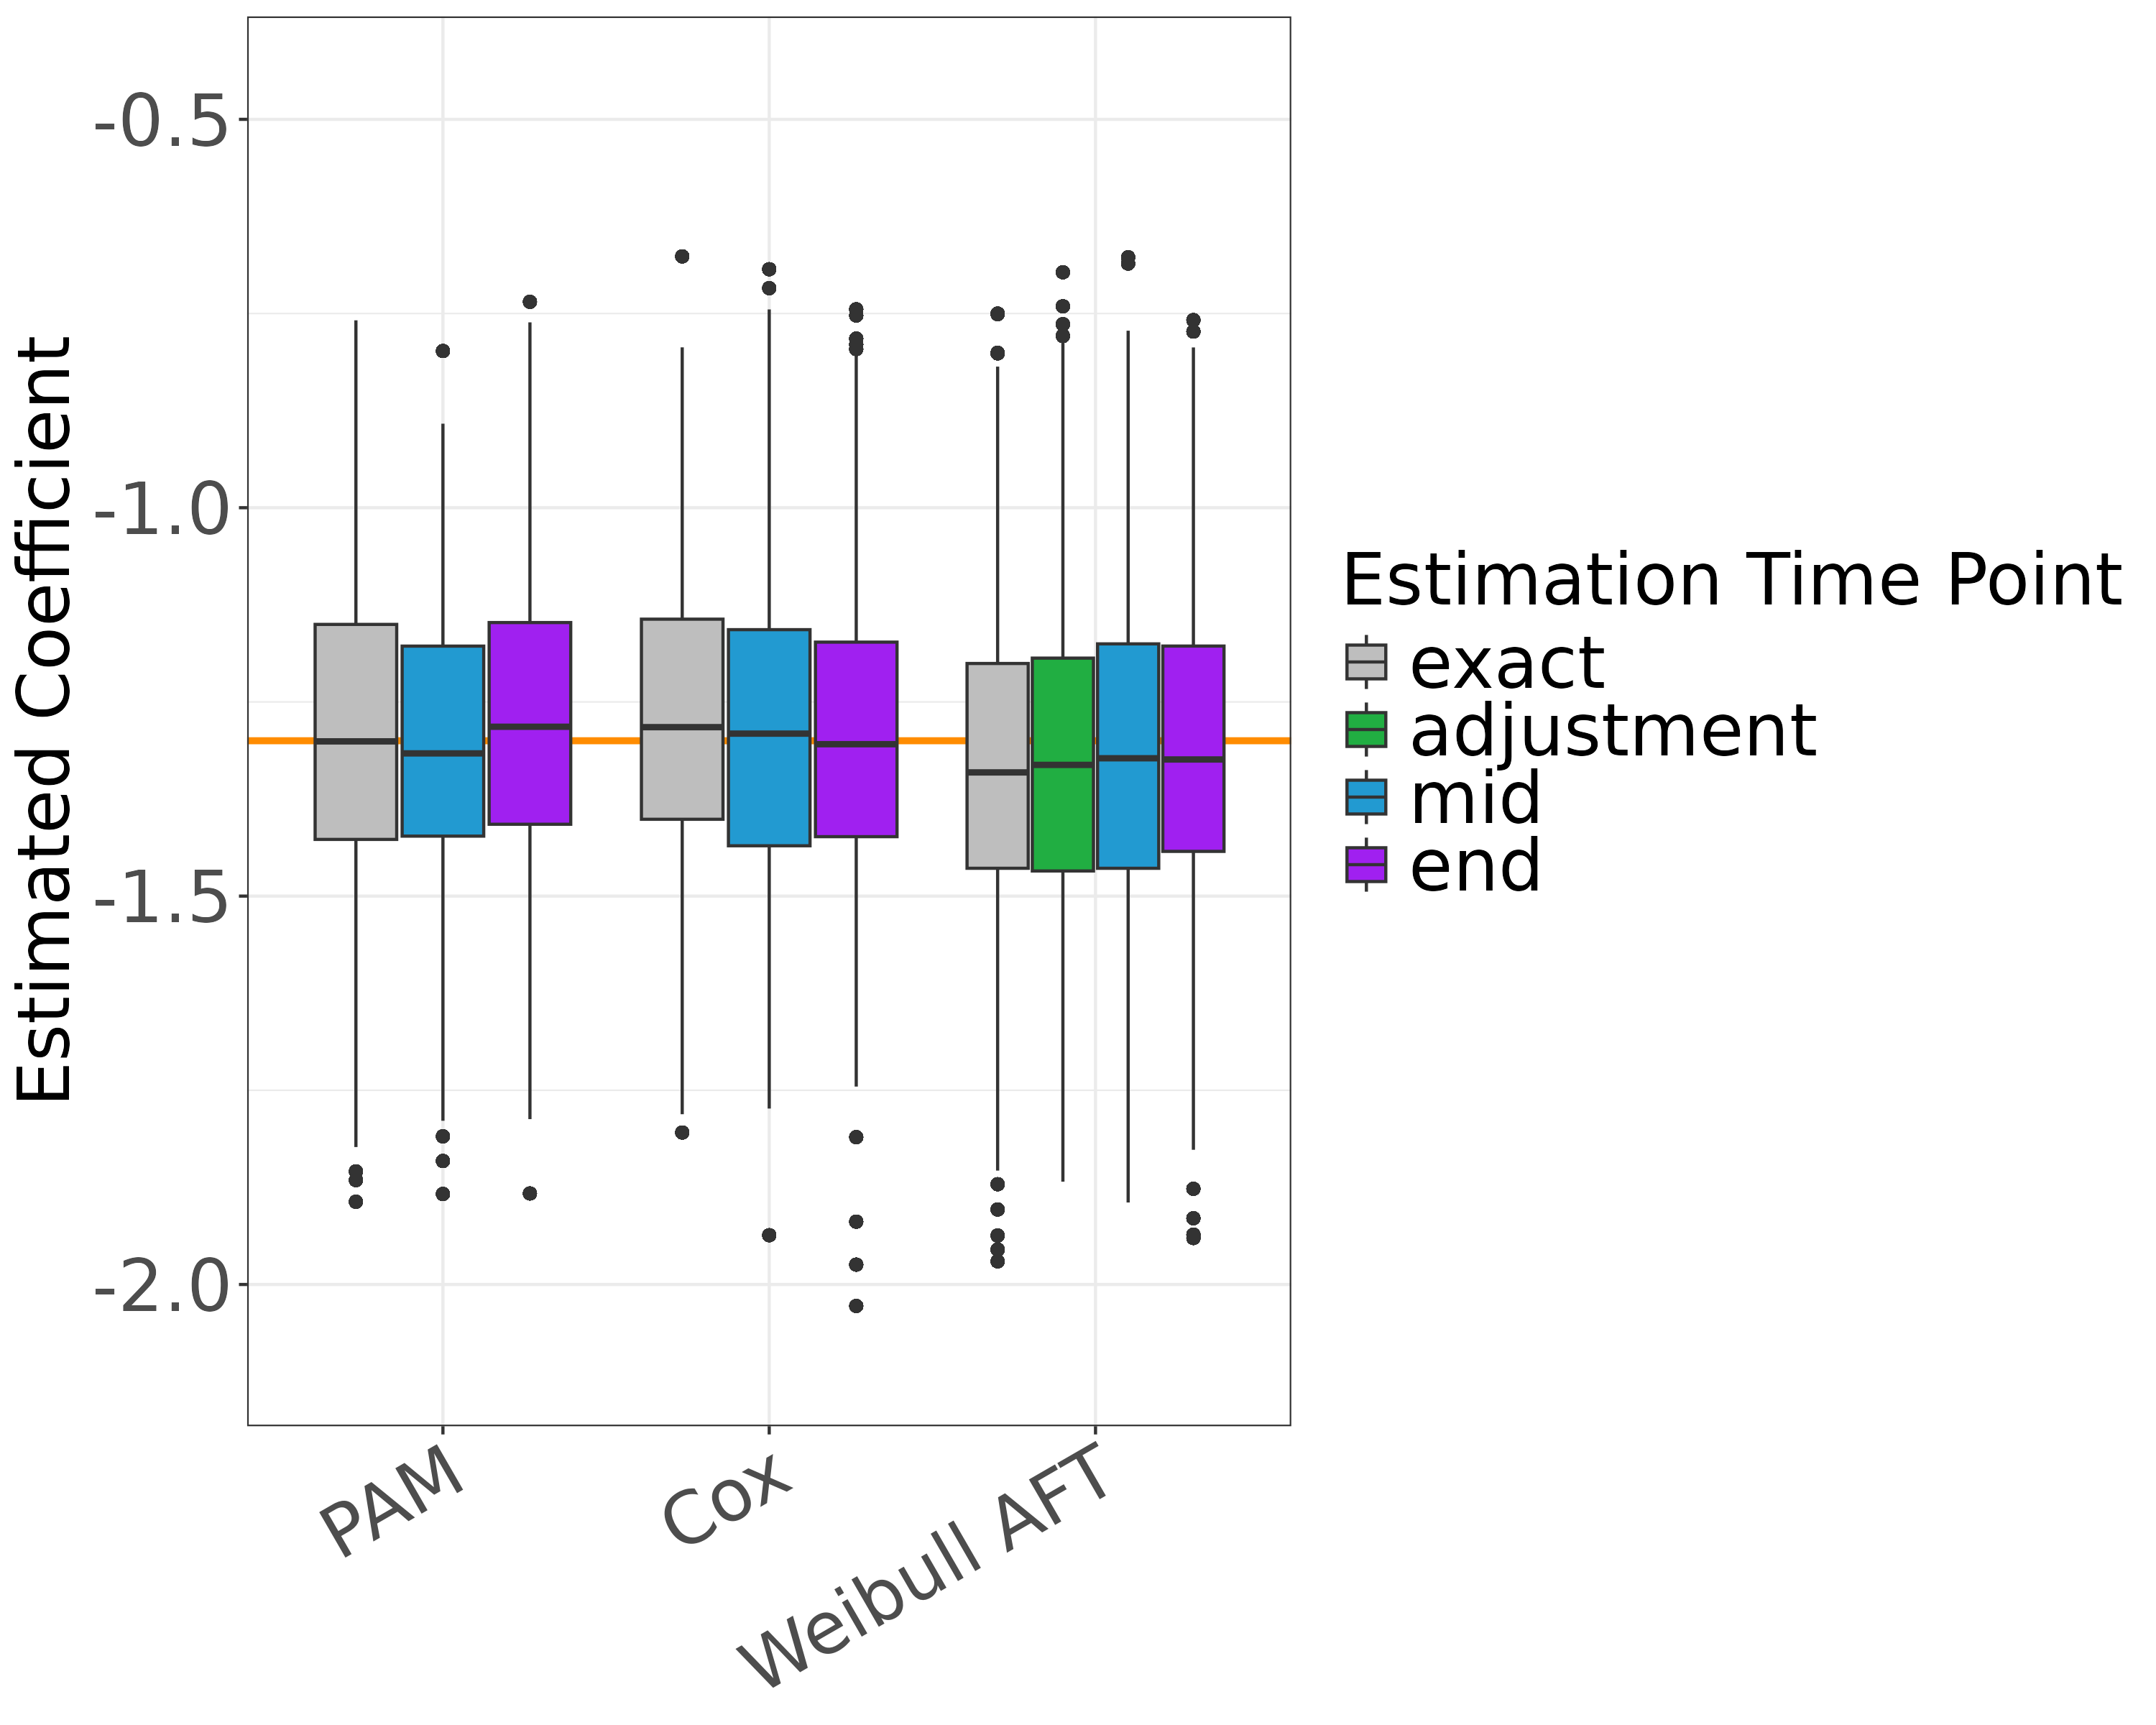 Estimated Coefficient
-0.5
-1.0
-1.5
-2.0
PAM
Cox
Weibull AFT
Estimation Time Point
exact
adjustment
mid
end